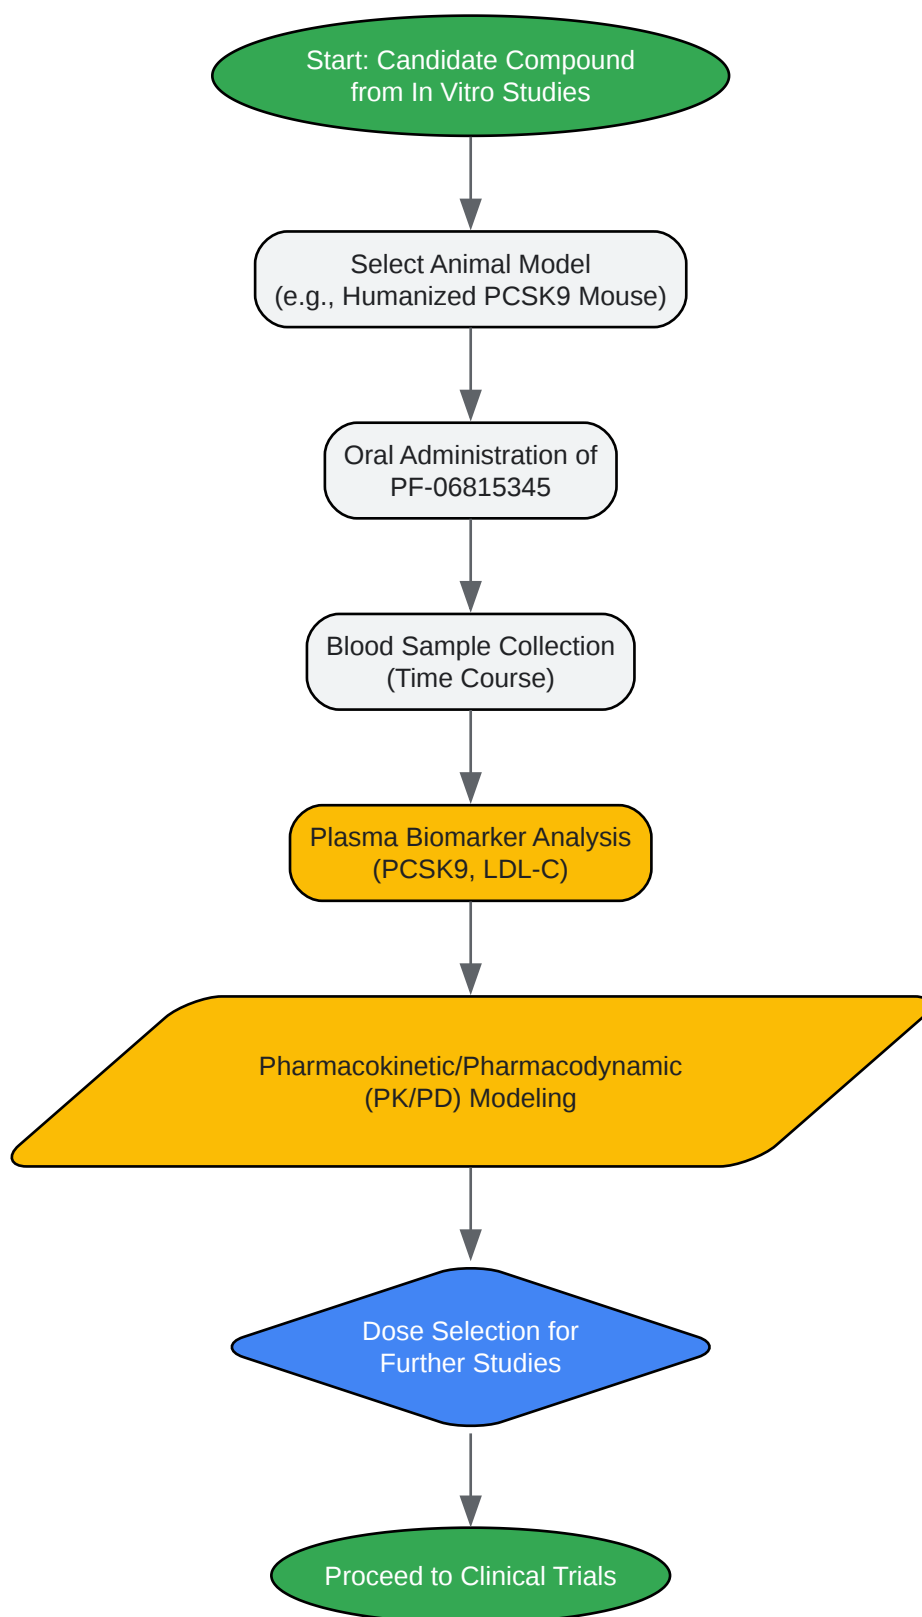 Start: Candidate Compound
from In Vitro Studies
Select Animal Model
(e.g., Humanized PCSK9 Mouse)
Oral Administration of
PF-06815345
Blood Sample Collection
(Time Course)
Plasma Biomarker Analysis
(PCSK9, LDL-C)
Pharmacokinetic/Pharmacodynamic
(PK/PD) Modeling
Dose Selection for
Further Studies
Proceed to Clinical Trials